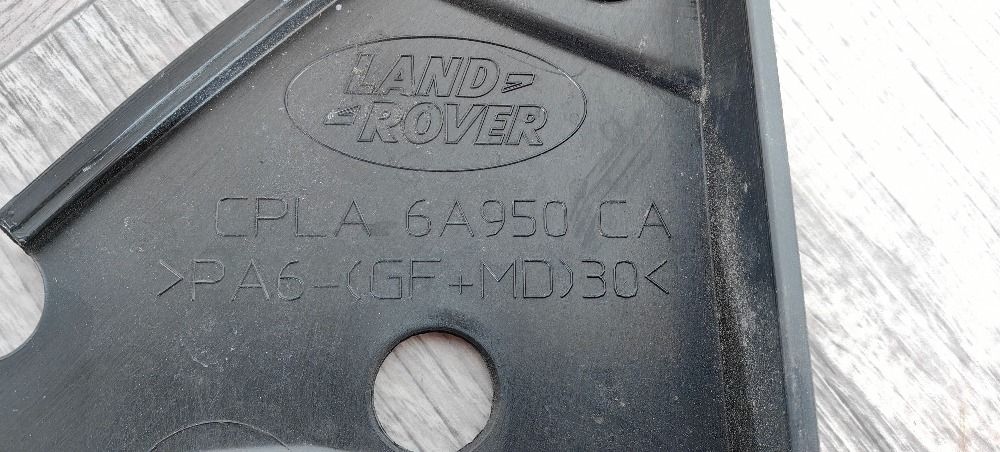 LAND
ROVER
CPLA 6A950 CA
>PA6-(GF+MD)30<